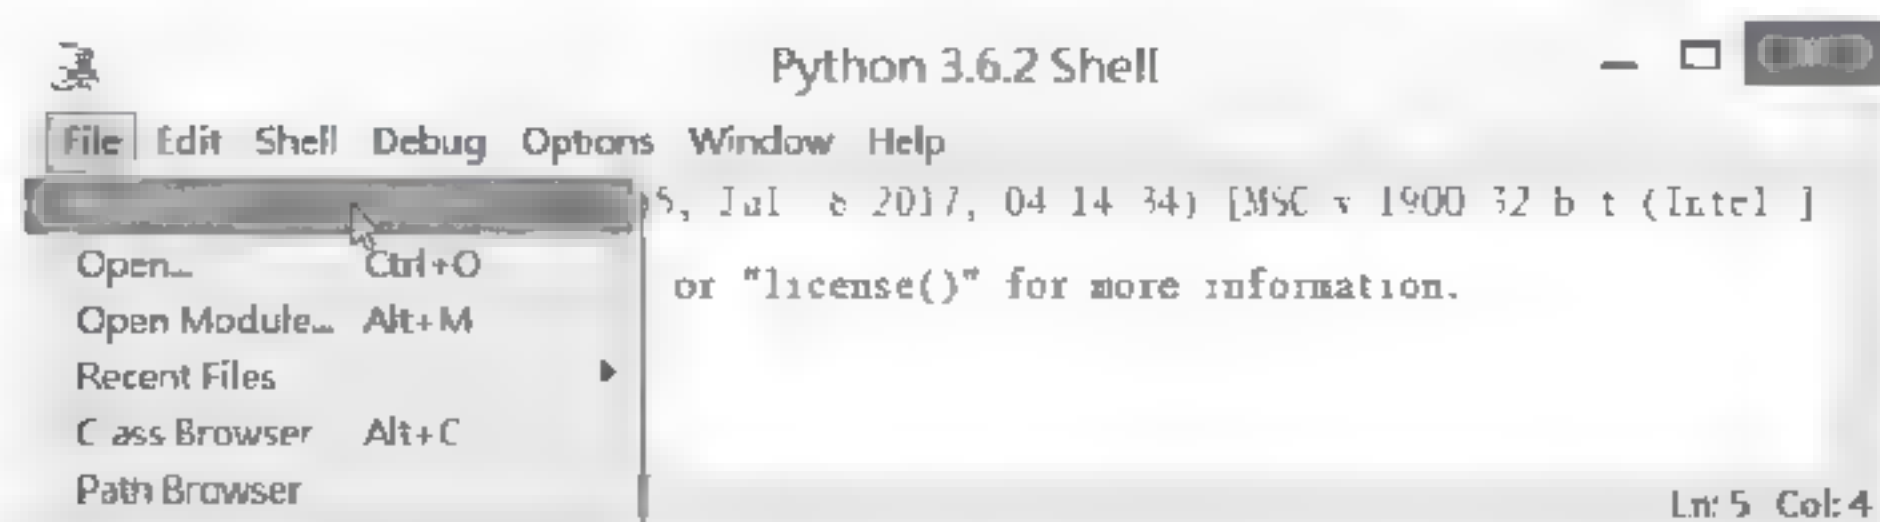 Python 3.6.2 Shell
File Edit Shell Debug Options Window Help
5, Jul 2017, 04 14 34) [MSC v 1900 32 b t (Intel ]
Open... Ctrl+O
or "license()" for more information.
Open Module... Alt+M
Recent Files
C ass Browser Alt+C
Path Browser
Ln: 5 Col: 4